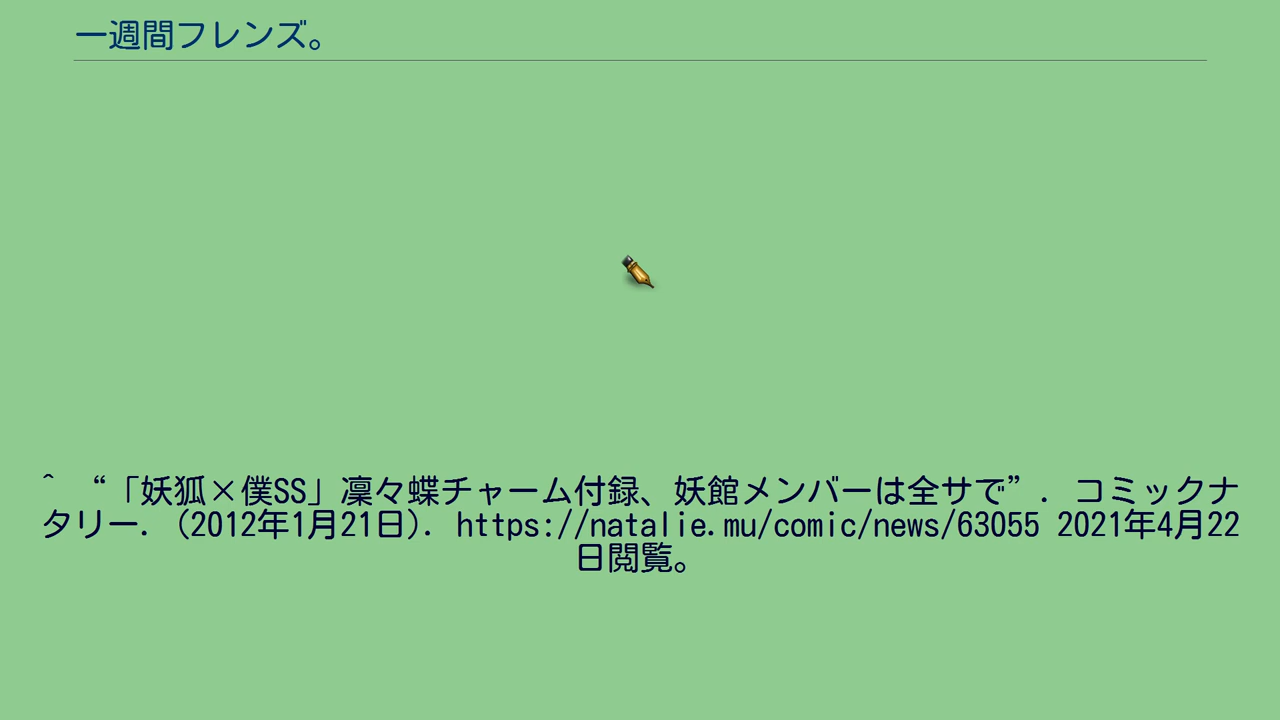 一週間フレンズ。
^ “「妖狐×僕SS」凜々蝶チャーム付録、妖館メンバーは全サで”. コミックナ
タリー. (2012年1月21日). https://natalie.mu/comic/news/63055 2021年4月22
日閲覧。